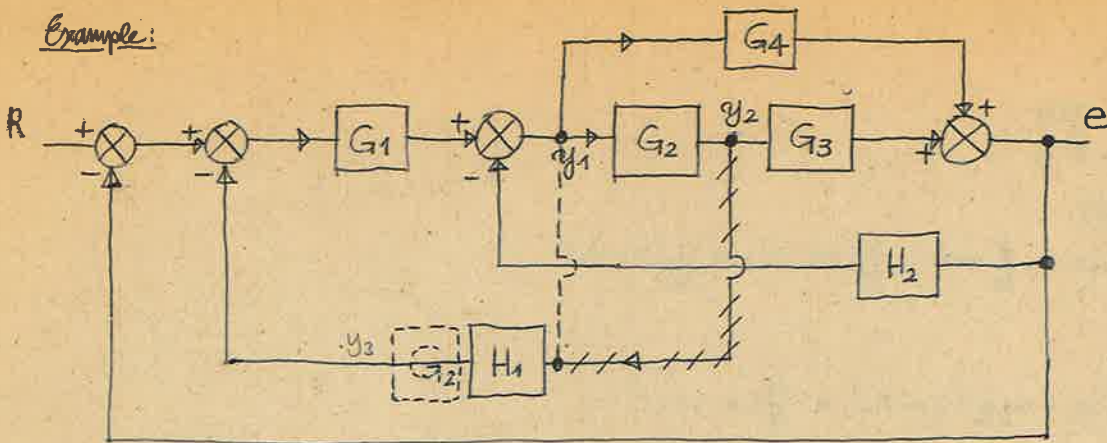 Example:
G4
R + + G1 + y1 G2 y2 G3 + + e
- - -
H2
y3 G2 H1